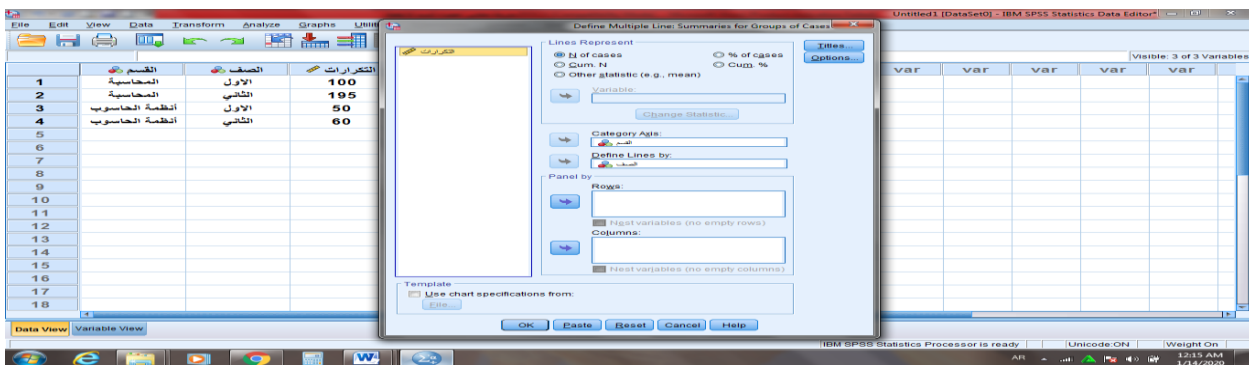 Untitled1 [DataSet0] - IBM SPSS Statistics Data Editor*
File Edit View Data Transform Analyze Graphs Utilit
Visible: 3 of 3 Variables
القسم الصف التكرارات var var var var var
1 المحاسبة الاول 100
2 المحاسبة الثاني 195
3 أنظمة الحاسوب الاول 50
4 أنظمة الحاسوب الثاني 60
5
6
7
8
9
10
11
12
13
14
15
16
17
18
Data View Variable View
Define Multiple Line: Summaries for Groups of Cases
التكرارات
Lines Represent
N of cases % of cases
Cum. N Cum. %
Other statistic (e.g., mean)
Variable:
Change Statistic...
Category Axis:
القسم
Define Lines by:
الصف
Panel by
Rows:
Nest variables (no empty rows)
Columns:
Nest variables (no empty columns)
Titles...
Options...
Template
Use chart specifications from:
File...
OK Paste Reset Cancel Help
IBM SPSS Statistics Processor is ready Unicode:ON Weight On
AR 12:15 AM
1/14/2020